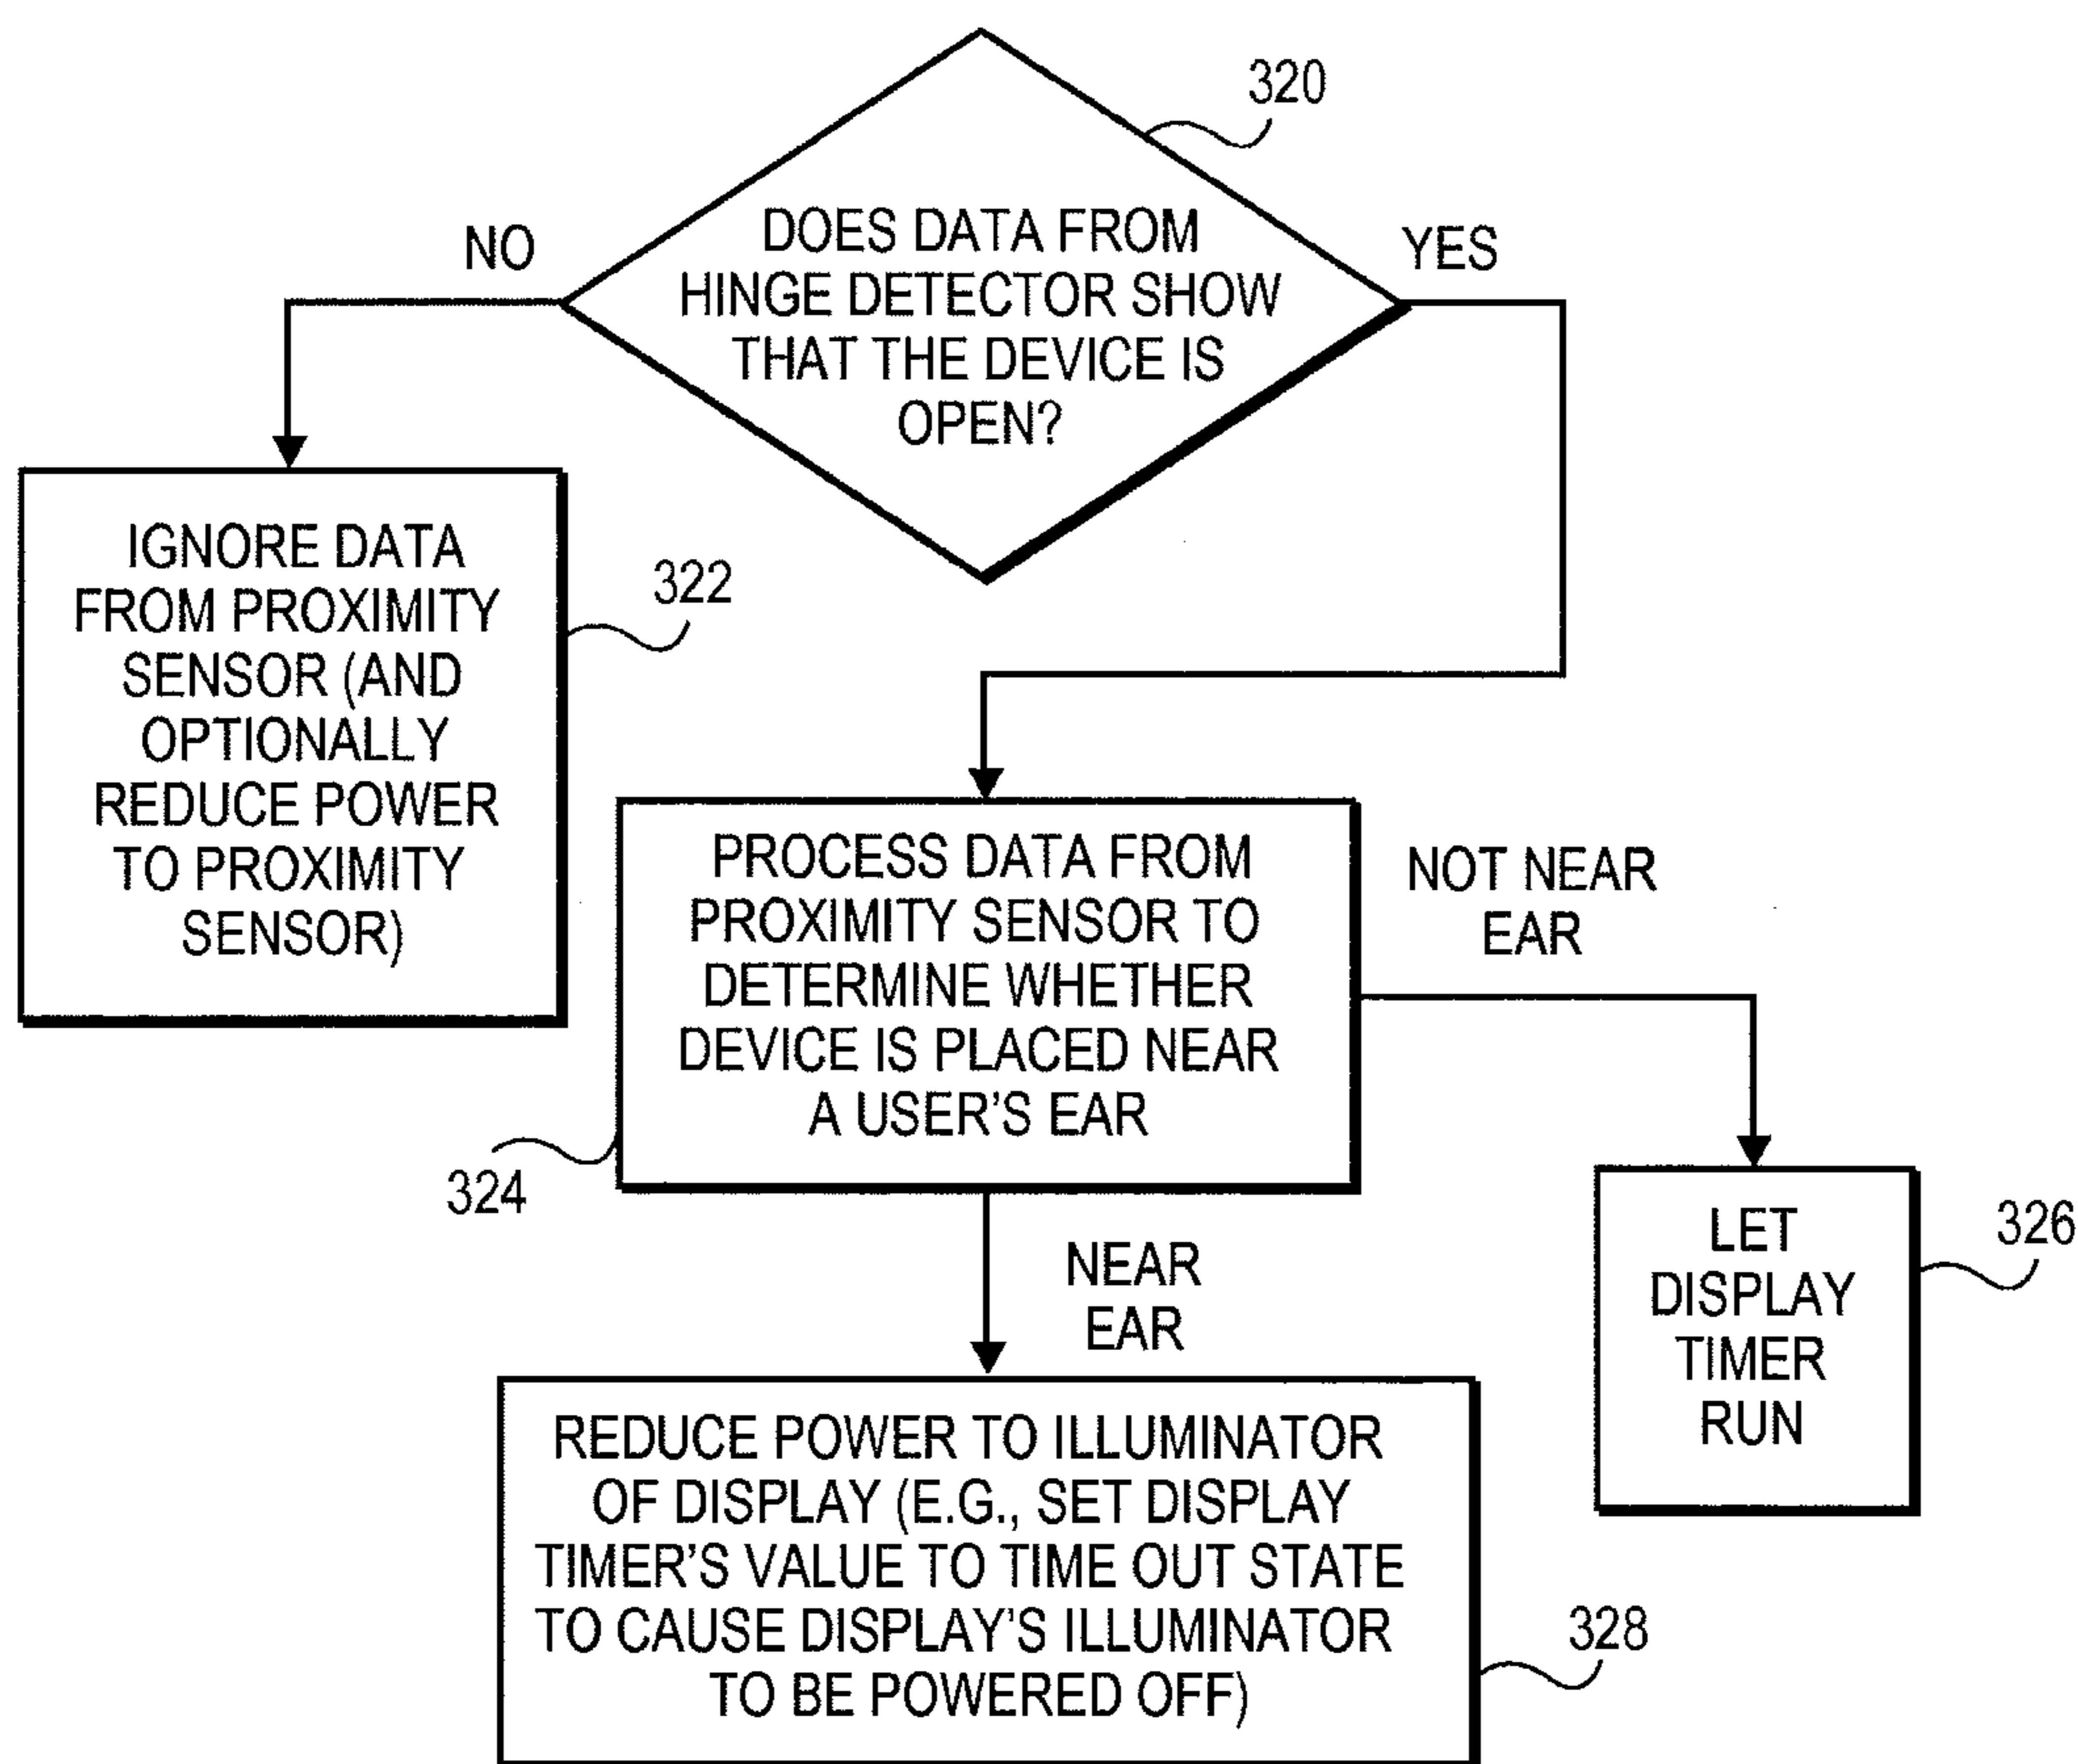 320
DOES DATA FROM
HINGE DETECTOR SHOW
THAT THE DEVICE IS
OPEN?
NO
YES
IGNORE DATA
FROM PROXIMITY
SENSOR (AND
OPTIONALLY
REDUCE POWER
TO PROXIMITY
SENSOR)
322
PROCESS DATA FROM
PROXIMITY SENSOR TO
DETERMINE WHETHER
DEVICE IS PLACED NEAR
A USER'S EAR
324
NOT NEAR
EAR
LET
DISPLAY
TIMER
RUN
326
NEAR
EAR
REDUCE POWER TO ILLUMINATOR
OF DISPLAY (E.G., SET DISPLAY
TIMER'S VALUE TO TIME OUT STATE
TO CAUSE DISPLAY'S ILLUMINATOR
TO BE POWERED OFF)
328